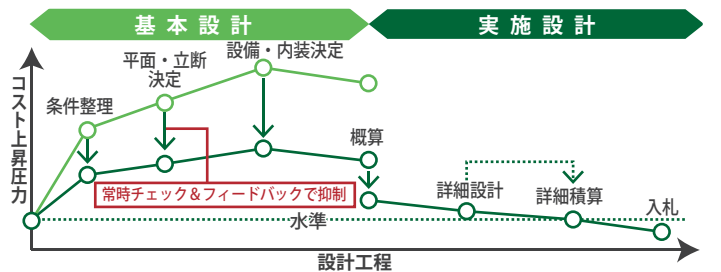 基本設計
実施設計
設備・内装決定
平面・立断
決定
条件整理
コスト上昇圧力
概算
常時チェック＆フィードバックで抑制
詳細設計
詳細積算
入札
水準
設計工程